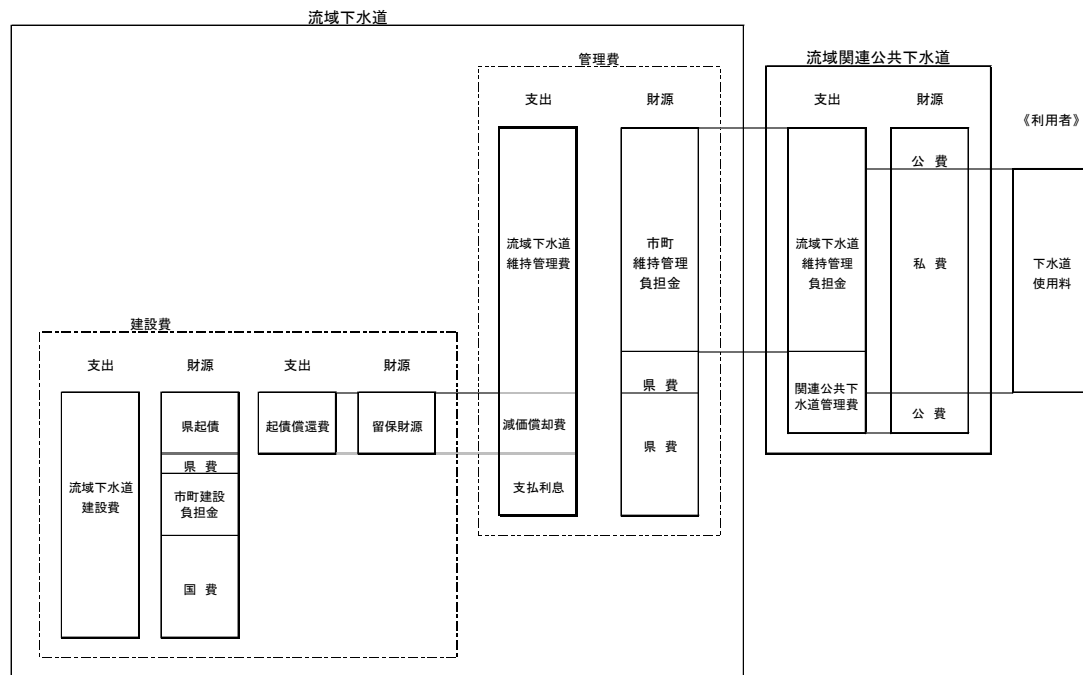 流域下水道
管理費
支出
財源
流域下水道
維持管理費
減価償却費
支払利息
市町
維持管理
負担金
県 費
県 費
建設費
支出
財源
支出
財源
流域下水道
建設費
県起債
県 費
市町建設
負担金
国 費
起債償還費
留保財源
流域関連公共下水道
支出
財源
流域下水道
維持管理
負担金
関連公共下
水道管理費
公 費
私 費
公 費
《利用者》
下水道
使用料